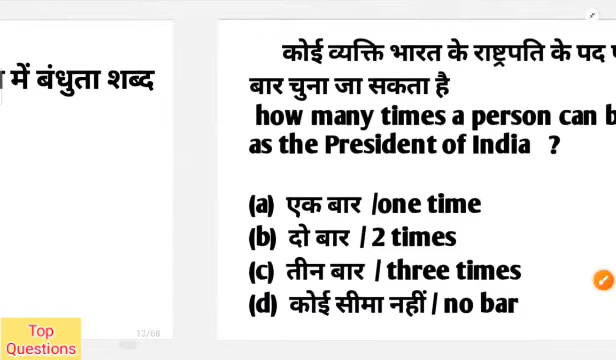 में बंधुता शब्द
कोई व्यक्ति भारत के राष्ट्रपति के पद
बार चुना जा सकता है
how many times a person can
as the President of India ?
(a) एक बार /one time
(b) दो बार / 2 times
(c) तीन बार / three times
(d) कोई सीमा नहीं / no bar
Top
Questions
13/68